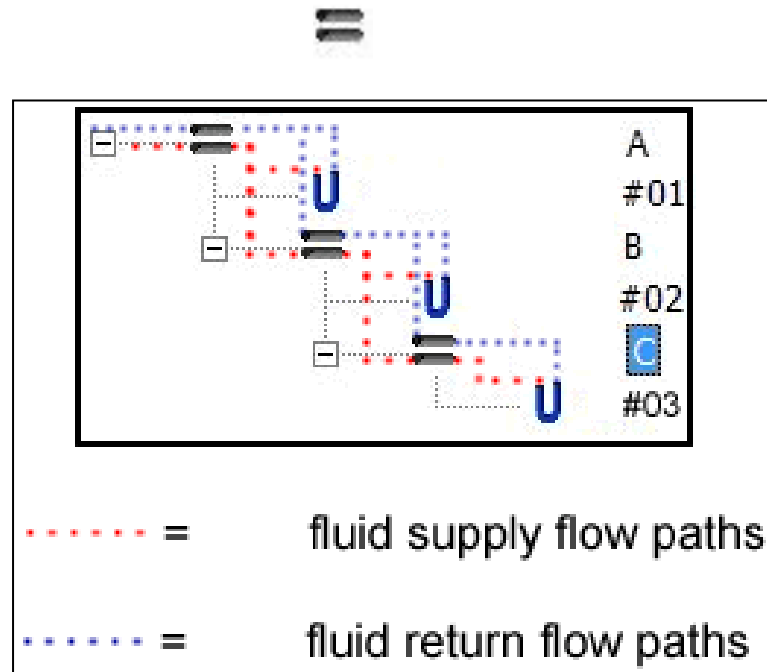 A
#01
B
#02
C
#03
= fluid supply flow paths
= fluid return flow paths